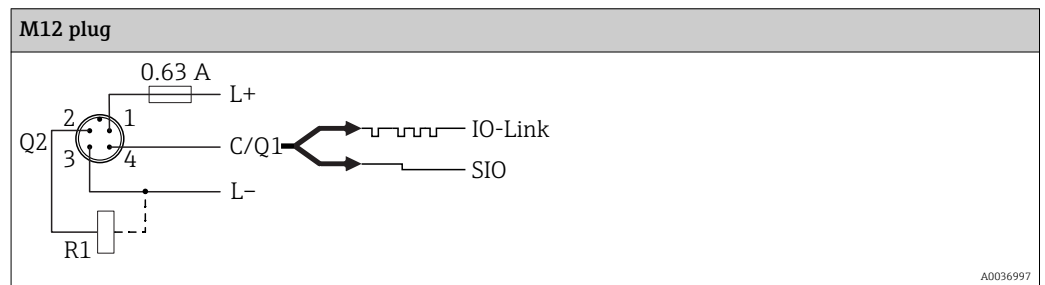 M12 plug
0.63 A
L+
2 1
Q2
3 4
C/Q1
IO-Link
SIO
L–
R1
A0036997